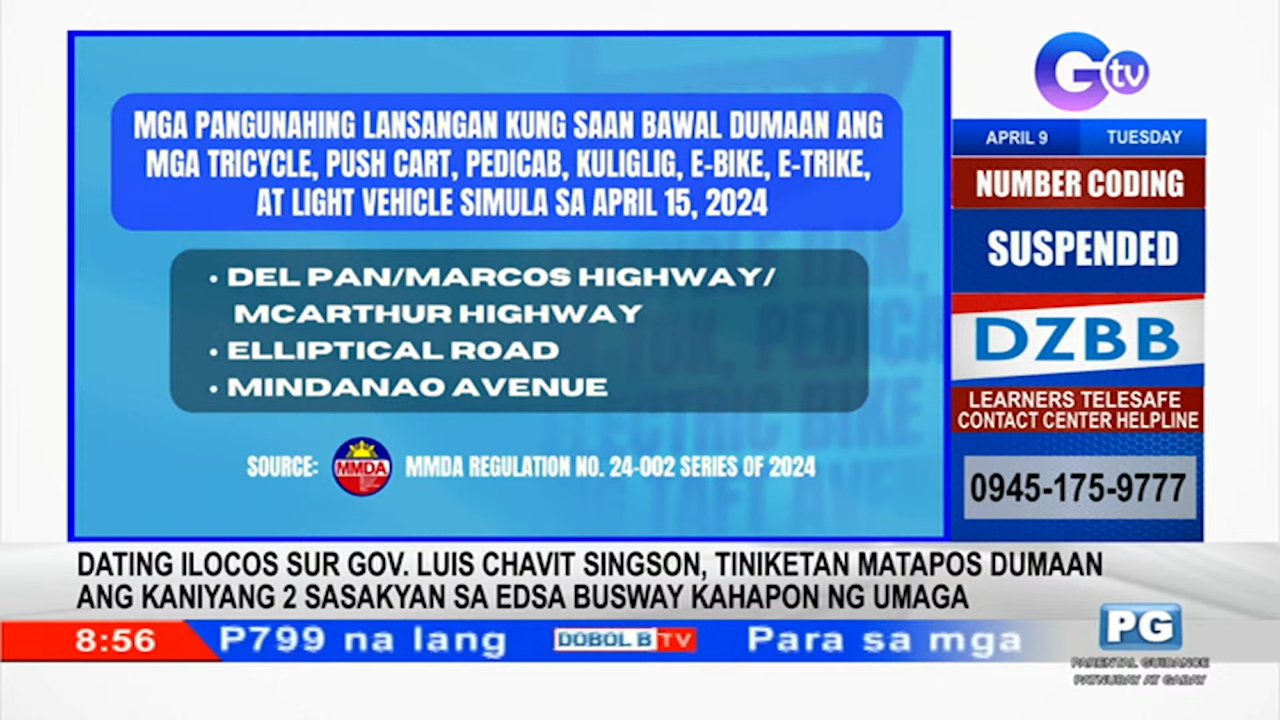 MGA PANGUNAHING LANSANGAN KUNG SAAN BAWAL DUMAAN ANG
MGA TRICYCLE, PUSH CART, PEDICAB, KULIGLIG, E-BIKE, E-TRIKE,
AT LIGHT VEHICLE SIMULA SA APRIL 15, 2024
• DEL PAN/MARCOS HIGHWAY/
MCARTHUR HIGHWAY
• ELLIPTICAL ROAD
• MINDANAO AVENUE
SOURCE: MMDA MMDA REGULATION NO. 24-002 SERIES OF 2024
Gtv
APRIL 9 TUESDAY
NUMBER CODING
SUSPENDED
DZBB
LEARNERS TELESAFE
CONTACT CENTER HELPLINE
0945-175-9777
DATING ILOCOS SUR GOV. LUIS CHAVIT SINGSON, TINIKETAN MATAPOS DUMAAN
ANG KANIYANG 2 SASAKYAN SA EDSA BUSWAY KAHAPON NG UMAGA
8:56 P799 na lang DOBOL B TV Para sa mga
PG
PARENTAL GUIDANCE
PATNUBAY AT GABAY